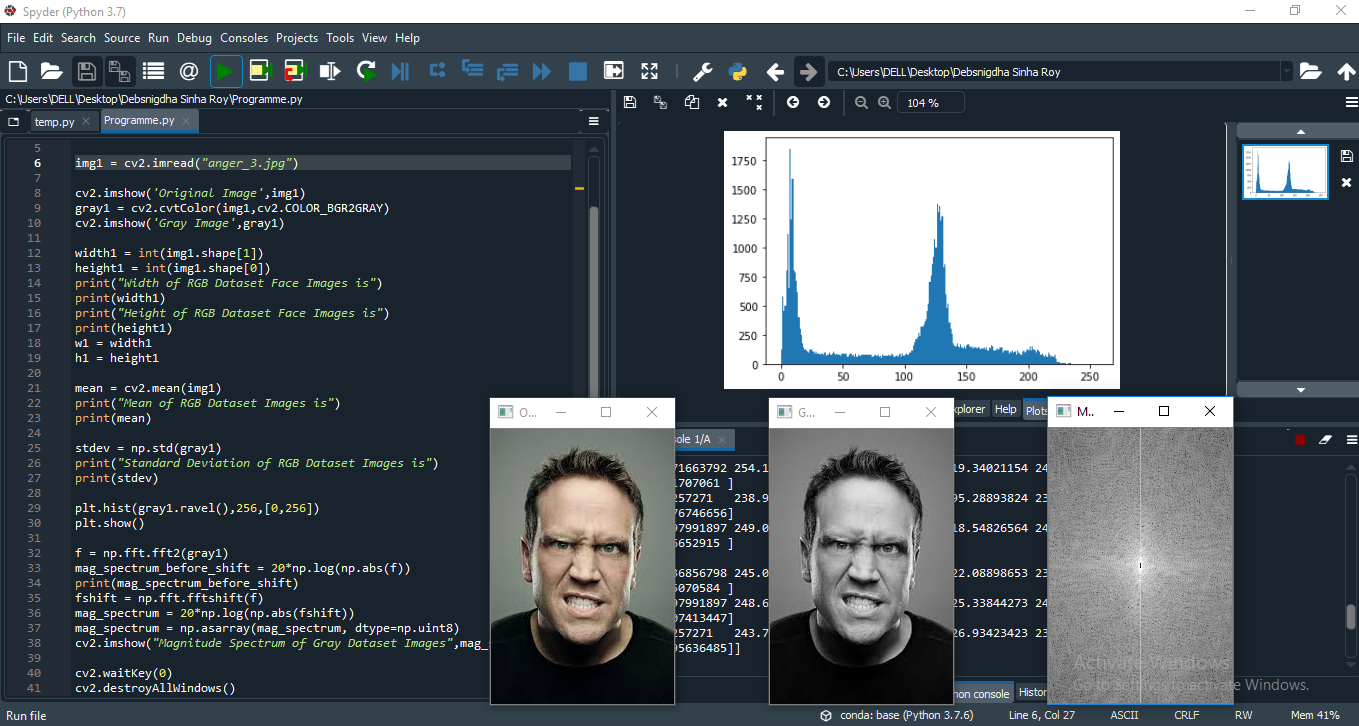 Spyder (Python 3.7)
File Edit Search Source Run Debug Consoles Projects Tools View Help
C:\Users\DELL\Desktop\Debsnigdha Sinha Roy
C:\Users\DELL\Desktop\Debsnigdha Sinha Roy\Programme.py
temp.py
Programme.py
5
6 img1 = cv2.imread("anger_3.jpg")
7
8 cv2.imshow('Original Image',img1)
9 gray1 = cv2.cvtColor(img1,cv2.COLOR_BGR2GRAY)
10 cv2.imshow('Gray Image',gray1)
11
12 width1 = int(img1.shape[1])
13 height1 = int(img1.shape[0])
14 print("Width of RGB Dataset Face Images is")
15 print(width1)
16 print("Height of RGB Dataset Face Images is")
17 print(height1)
18 w1 = width1
19 h1 = height1
20
21 mean = cv2.mean(img1)
22 print("Mean of RGB Dataset Images is")
23 print(mean)
24
25 stdev = np.std(gray1)
26 print("Standard Deviation of RGB Dataset Images is")
27 print(stdev)
28
29 plt.hist(gray1.ravel(),256,[0,256])
30 plt.show()
31
32 f = np.fft.fft2(gray1)
33 mag_spectrum_before_shift = 20*np.log(np.abs(f))
34 print(mag_spectrum_before_shift)
35 fshift = np.fft.fftshift(f)
36 mag_spectrum = 20*np.log(np.abs(fshift))
37 mag_spectrum = np.asarray(mag_spectrum, dtype=np.uint8)
38 cv2.imshow("Magnitude Spectrum of Gray Dataset Images",mag_s
39
40 cv2.waitKey(0)
41 cv2.destroyAllWindows()
104 %
1750
1500
1250
1000
750
500
250
0
0 50 100 150 200 250
xplorer Help Plots
O...
G...
M..
sole 1/A
71663792 254.1 19.34021154 24
1707061 ]
257271 238.9 95.28893824 23
76746656]
97991897 249.0 18.54826564 24
5652915 ]
36856798 245.0 22.08898653 23
5070584 ]
97991897 248.6 25.33844273 24
07413447]
257271 243.7 26.93423423 23
95636485]]
Activate Windows
Go to Settings to activate Windows.
hon console Histor
Run file
conda: base (Python 3.7.6) Line 6, Col 27 ASCII CRLF RW Mem 41%